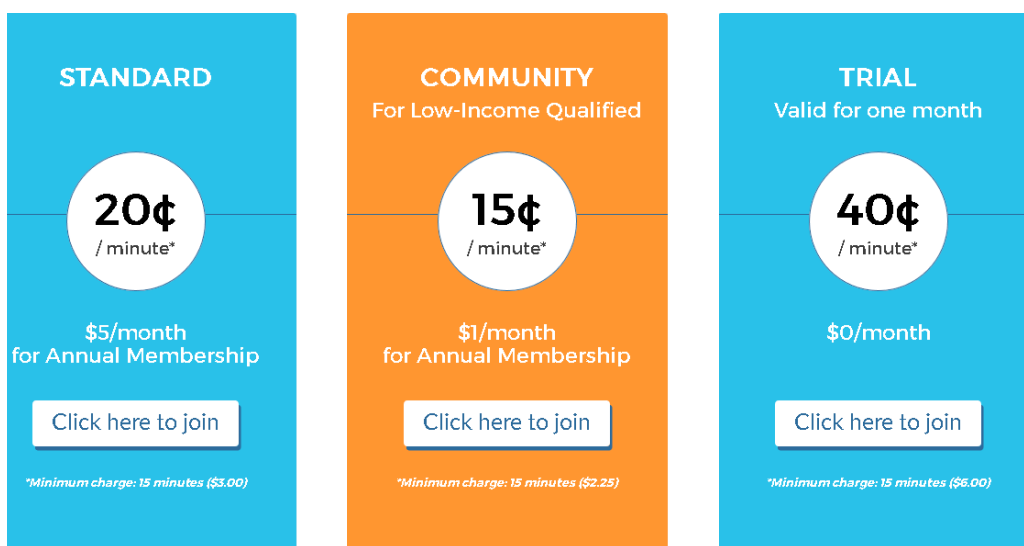 STANDARD
20¢
/ minute*
$5/month
for Annual Membership
Click here to join
*Minimum charge: 15 minutes ($3.00)
COMMUNITY
For Low-Income Qualified
15¢
/ minute*
$1/month
for Annual Membership
Click here to join
*Minimum charge: 15 minutes ($2.25)
TRIAL
Valid for one month
40¢
/ minute*
$0/month
Click here to join
*Minimum charge: 15 minutes ($6.00)